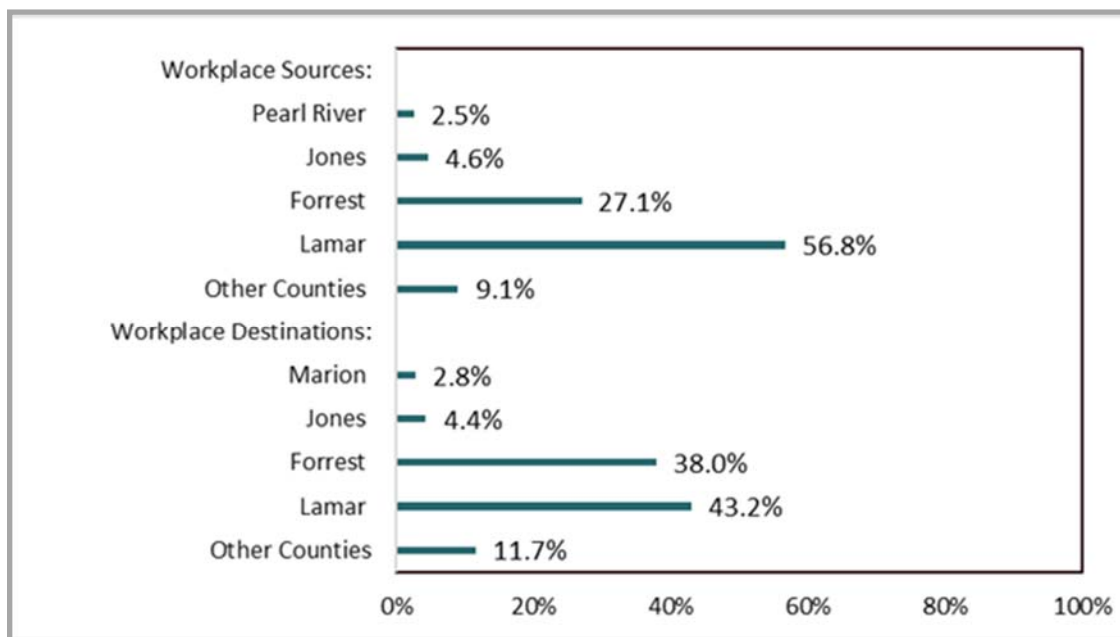 Workplace Sources:
Pearl River 2.5%
Jones 4.6%
Forrest 27.1%
Lamar 56.8%
Other Counties 9.1%
Workplace Destinations:
Marion 2.8%
Jones 4.4%
Forrest 38.0%
Lamar 43.2%
Other Counties 11.7%
0% 20% 40% 60% 80% 100%